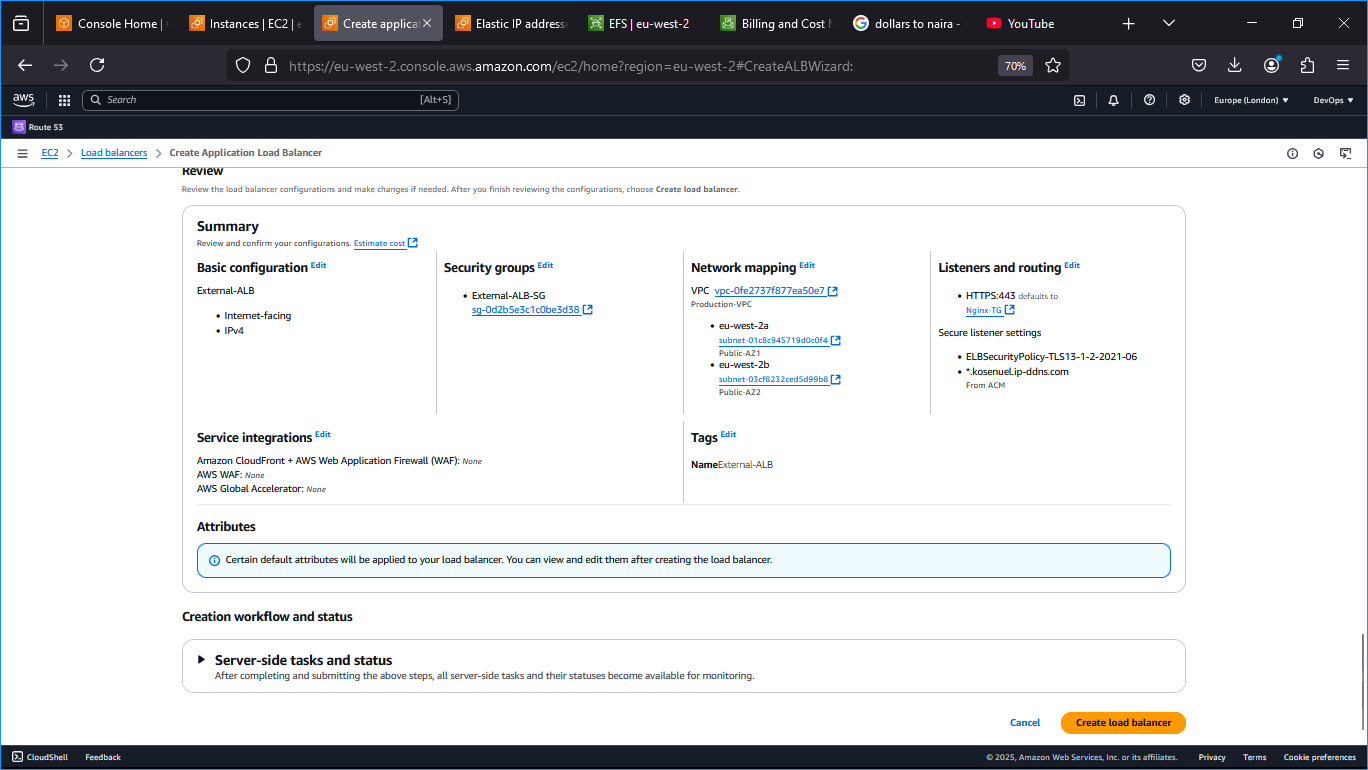 Console Home |
Instances | EC2 | e
Create applica
Elastic IP address
EFS | eu-west-2
Billing and Cost M
dollars to naira -
YouTube
https://eu-west-2.console.aws.amazon.com/ec2/home?region=eu-west-2#CreateALBWizard:
70%
aws
Search
[Alt+S]
Europe (London)
DevOps
Route 53
EC2
Load balancers
Create Application Load Balancer
Review
Review the load balancer configurations and make changes if needed. After you finish reviewing the configurations, choose Create load balancer.
Summary
Review and confirm your configurations. Estimate cost
Basic configuration Edit
External-ALB
• Internet-facing
• IPv4
Security groups Edit
• External-ALB-SG
sg-0d2b5e3c1c0be3d38
Network mapping Edit
VPC vpc-0fe2737f877ea50e7
Production-VPC
• eu-west-2a
subnet-01c8c945719d0c0f4
Public-AZ1
• eu-west-2b
subnet-03cf8232ced5d99b8
Public-AZ2
Listeners and routing Edit
• HTTPS:443 defaults to
Nginx-TG
Secure listener settings
• ELBSecurityPolicy-TLS13-1-2-2021-06
• *.kosenuel.ip-ddns.com
From ACM
Service integrations Edit
Amazon CloudFront + AWS Web Application Firewall (WAF): None
AWS WAF: None
AWS Global Accelerator: None
Tags Edit
NameExternal-ALB
Attributes
Certain default attributes will be applied to your load balancer. You can view and edit them after creating the load balancer.
Creation workflow and status
Server-side tasks and status
After completing and submitting the above steps, all server-side tasks and their statuses become available for monitoring.
Cancel
Create load balancer
CloudShell
Feedback
© 2025, Amazon Web Services, Inc. or its affiliates.
Privacy
Terms
Cookie preferences